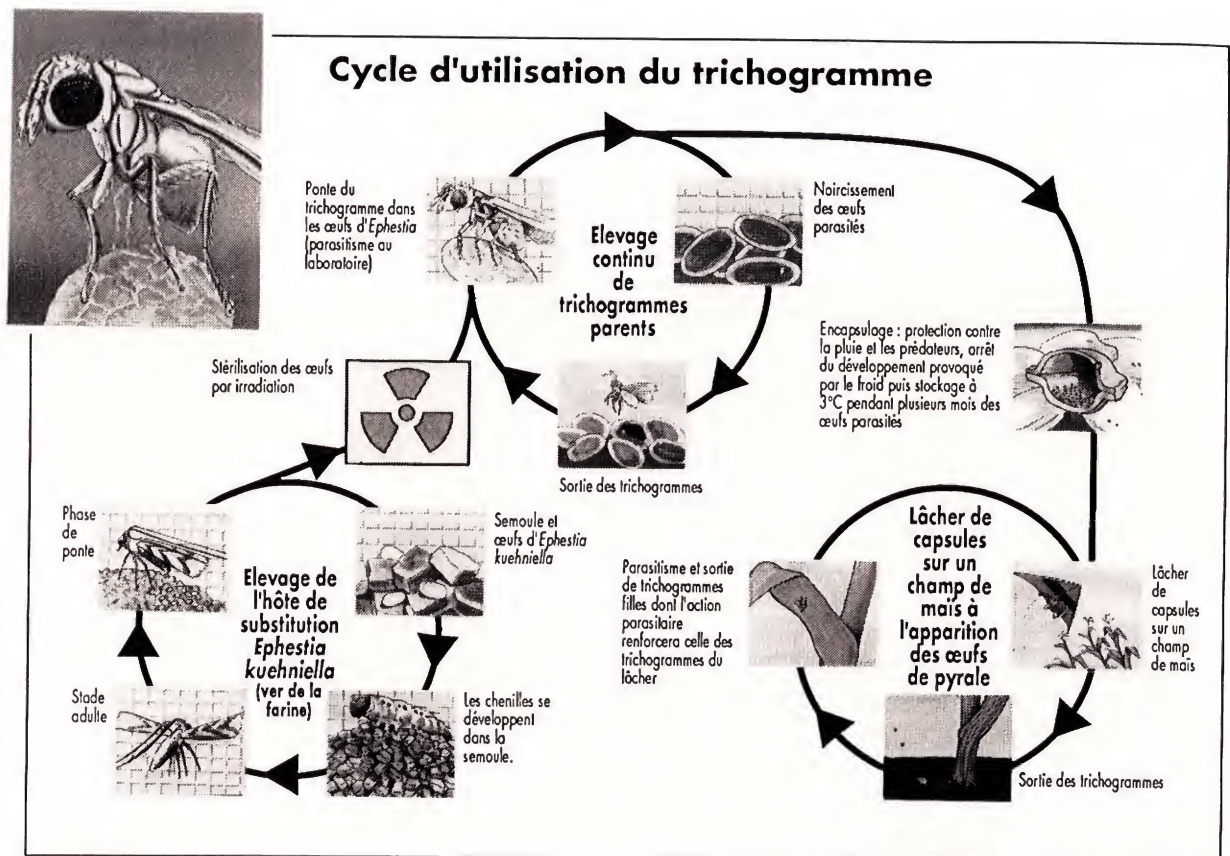 Cycle d'utilisation du trichogramme
Ponte du
trichogramme dans
les œufs d'Ephestia
(parasitisme au
laboratoire)
Elevage
continu
de
trichogrammes
parents
Noircissement
des œufs
parasités
Stérilisation des œufs
par irradiation
Sortie des trichogrammes
Encapsulage : protection contre
la pluie et les prédateurs, arrêt
du développement provoqué
par le froid puis stockage à
3°C pendant plusieurs mois des
œufs parasités
Phase
de
ponte
Semoule et
œufs d'Ephestia
kuehniella
Elevage de
l'hôte de
substitution
Ephestia
kuehniella
(ver de la
farine)
Stade
adulte
Les chenilles se
développent
dans la
semoule.
Lâcher de
capsules
sur un
champ de
maïs à
l'apparition
des œufs
de pyrale
Parasitisme et sortie
de trichogrammes
filles dont l'action
parasitaire
renforcera celle des
trichogrammes du
lâcher
Lâcher
de
capsules
sur un
champ
de maïs
Sortie des trichogrammes